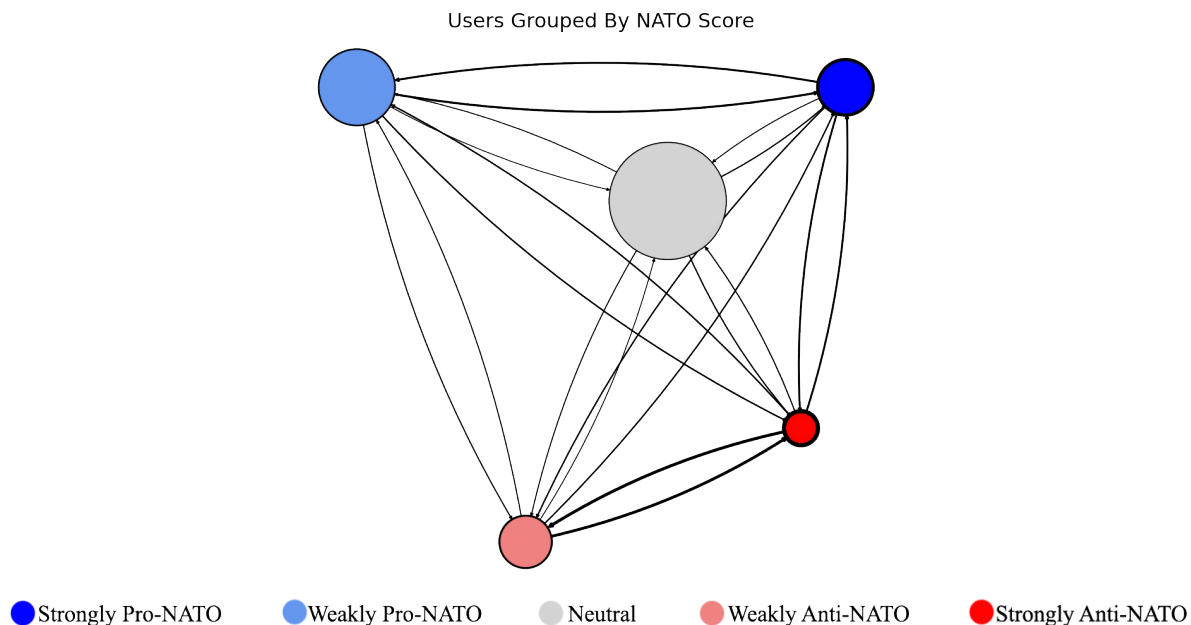 Users Grouped By NATO Score
Strongly Pro-NATO Weakly Pro-NATO Neutral Weakly Anti-NATO Strongly Anti-NATO